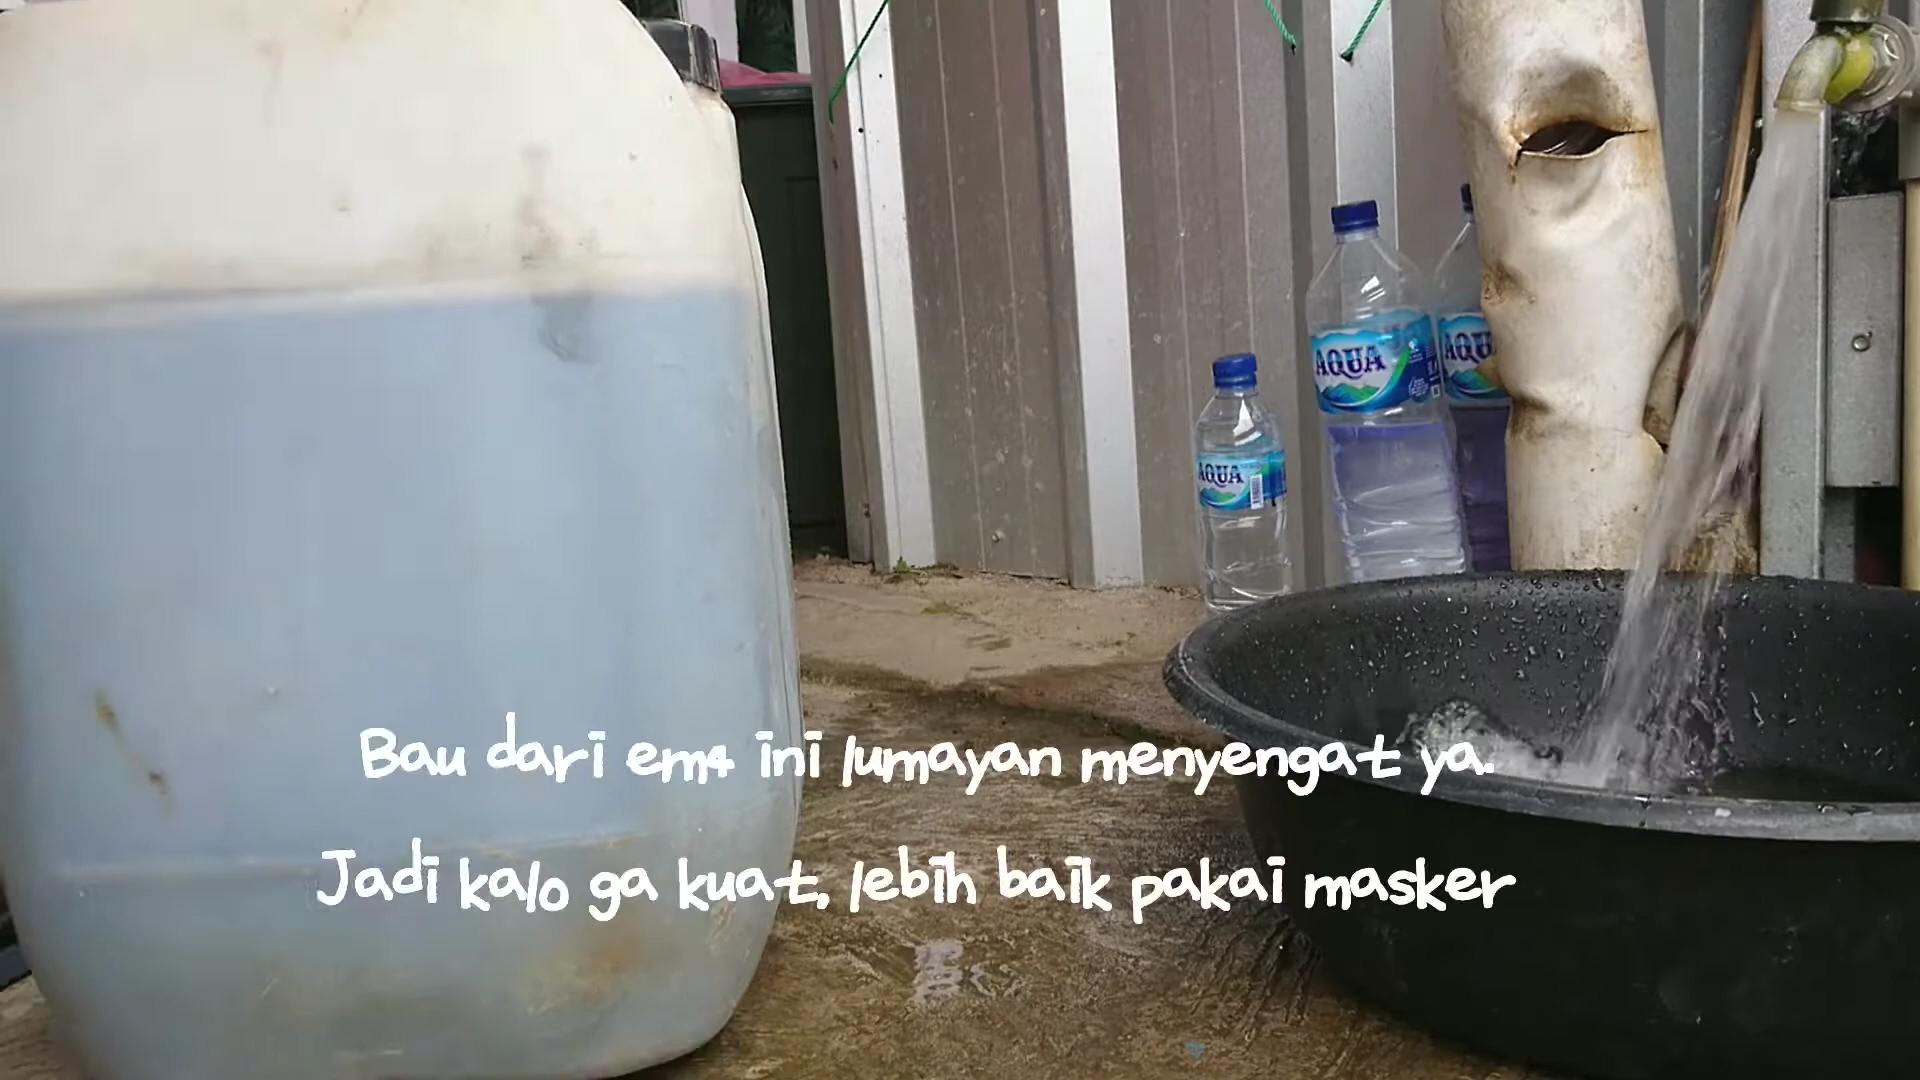 AQUA
AQUA
AQUA
Bau dari em4 ini lumayan menyengat ya.
Jadi kalo ga kuat, lebih baik pakai masker